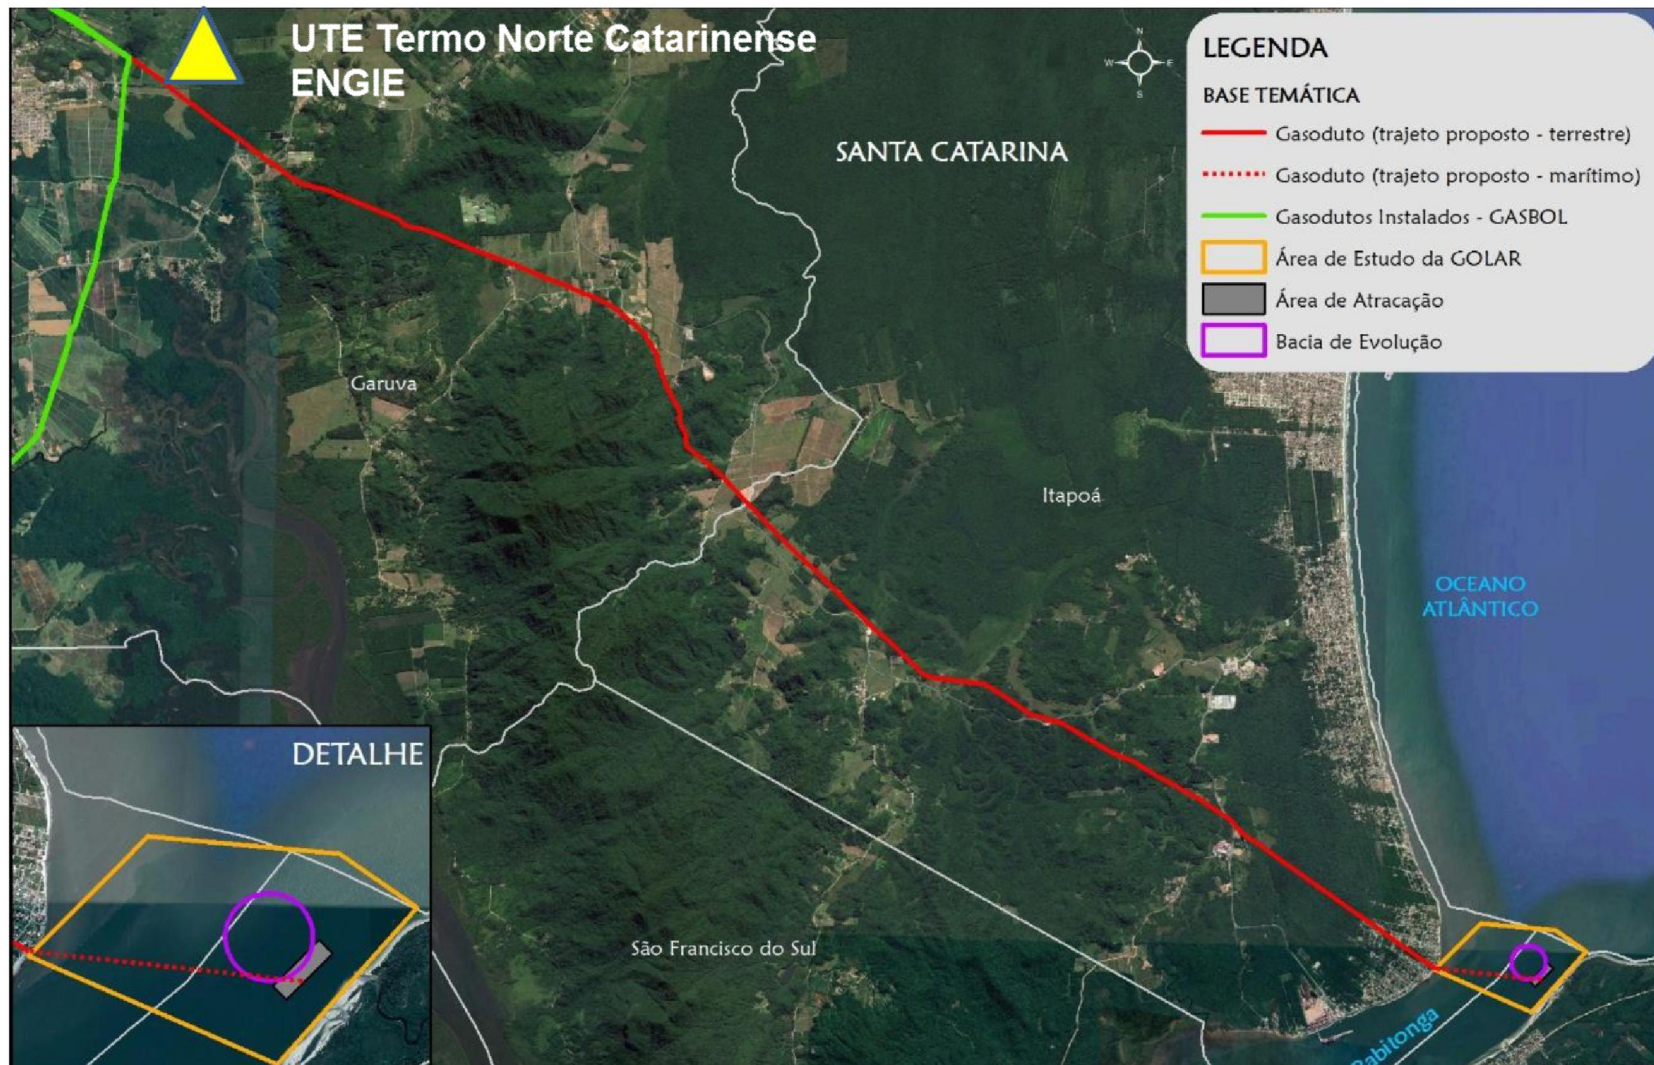 UTE Termo Norte Catarinense
ENGIE
N
W
E
S
SANTA CATARINA
LEGENDA
BASE TEMÁTICA
Gasoduto (trajeto proposto - terrestre)
Gasoduto (trajeto proposto - marítimo)
Gasodutos Instalados - GASBOL
Área de Estudo da GOLAR
Área de Atracação
Bacia de Evolução
Garuva
Itapoá
OCEANO
ATLÂNTICO
DETALHE
São Francisco do Sul
Babitonga